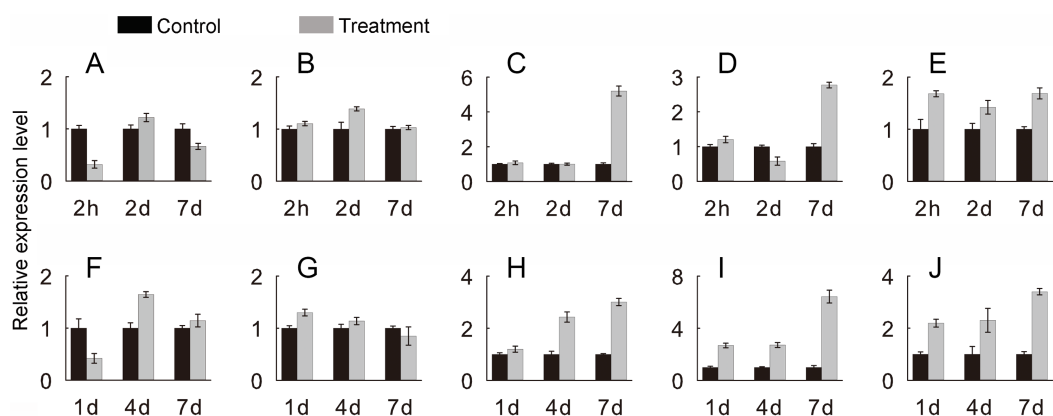 Control Treatment
Relative expression level
A B C D E
2 2 6 3 2
4 2
1 1 2 1 1
0 0 0 0 0
2h 2d 7d 2h 2d 7d 2h 2d 7d 2h 2d 7d 2h 2d 7d
F G H I J
2 2 4 8 4
1 1 2 4 2
0 0 0 0 0
1d 4d 7d 1d 4d 7d 1d 4d 7d 1d 4d 7d 1d 4d 7d